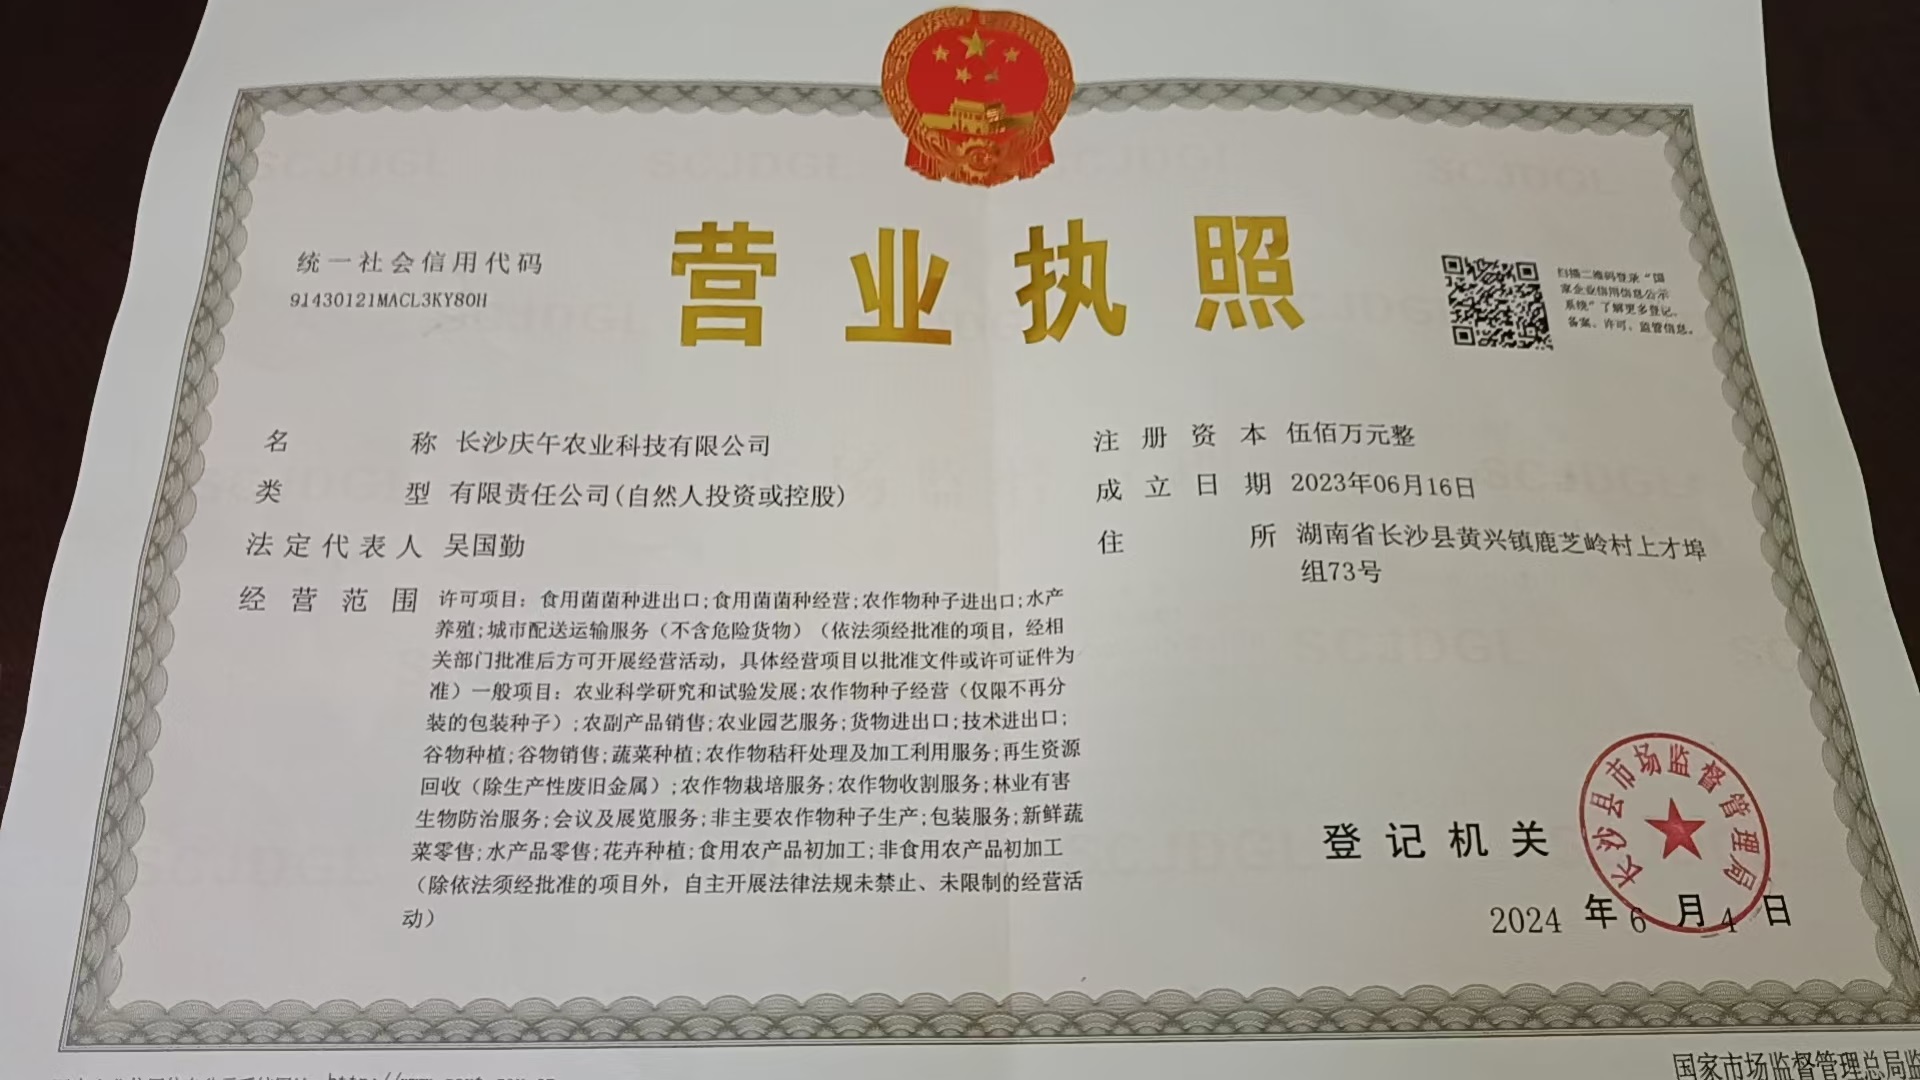 营业执照
统一社会信用代码
91430121MACL3KY80H
扫描二维码登录“国
家企业信用信息公示
系统”了解更多登记、
备案、许可、监管信息。
名称 长沙庆午农业科技有限公司
类型 有限责任公司(自然人投资或控股)
法定代表人 吴国勤
经营范围 许可项目：食用菌菌种进出口;食用菌菌种经营;农作物种子进出口;水产
养殖;城市配送运输服务（不含危险货物）（依法须经批准的项目，经相
关部门批准后方可开展经营活动，具体经营项目以批准文件或许可证件为
准）一般项目：农业科学研究和试验发展;农作物种子经营（仅限不再分
装的包装种子）;农副产品销售;农业园艺服务;货物进出口;技术进出口;
谷物种植;谷物销售;蔬菜种植;农作物秸秆处理及加工利用服务;再生资源
回收（除生产性废旧金属）;农作物栽培服务;农作物收割服务;林业有害
生物防治服务;会议及展览服务;非主要农作物种子生产;包装服务;新鲜蔬
菜零售;水产品零售;花卉种植;食用农产品初加工;非食用农产品初加工
（除依法须经批准的项目外，自主开展法律法规未禁止、未限制的经营活
动）
注册资本 伍佰万元整
成立日期 2023年06月16日
住所 湖南省长沙县黄兴镇鹿芝岭村上才埠
组73号
登记机关
长沙县市场监督管理局
2024年6月4日
国家市场监督管理总局监